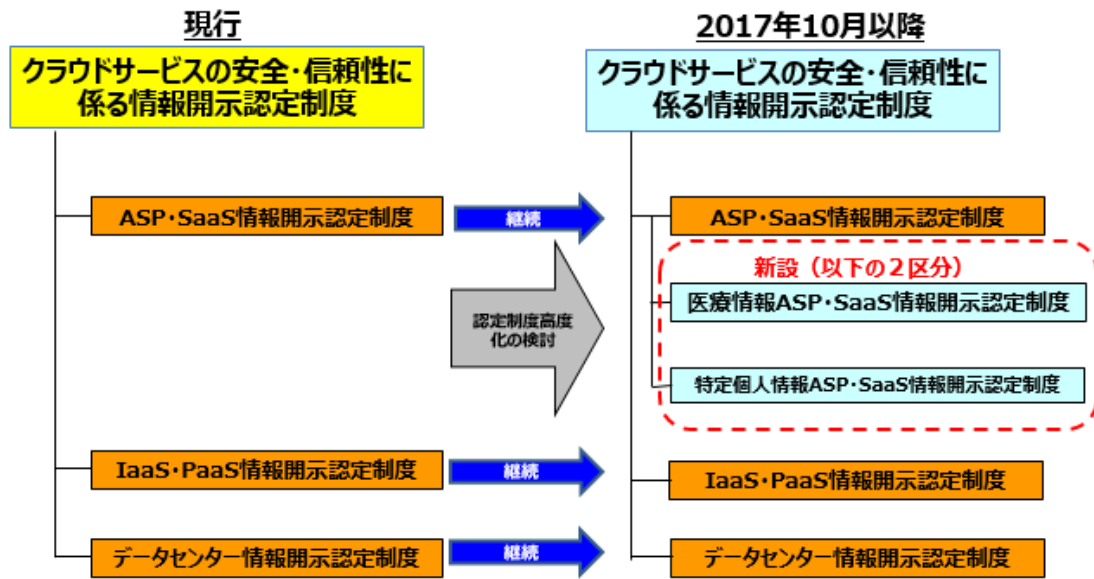 現行
クラウドサービスの安全・信頼性に
係る情報開示認定制度
ASP・SaaS情報開示認定制度
IaaS・PaaS情報開示認定制度
データセンター情報開示認定制度
継続
認定制度高度
化の検討
継続
継続
2017年10月以降
クラウドサービスの安全・信頼性に
係る情報開示認定制度
ASP・SaaS情報開示認定制度
新設（以下の２区分）
医療情報ASP・SaaS情報開示認定制度
特定個人情報ASP・SaaS情報開示認定制度
IaaS・PaaS情報開示認定制度
データセンター情報開示認定制度